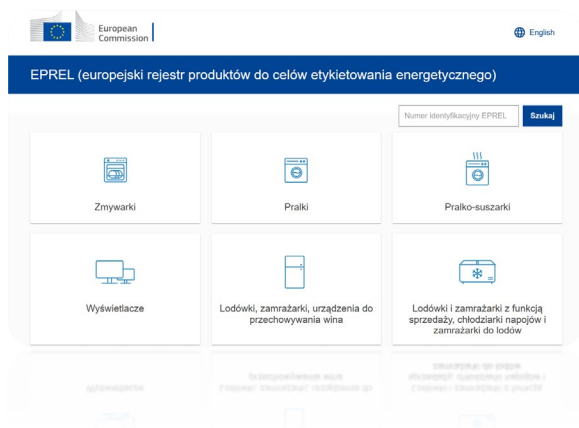 European
Commission
English
EPREL (europejski rejestr produktów do celów etykietowania energetycznego)
Numer identyfikacyjny EPREL
Szukaj
Zmywarki
Pralki
Pralko-suszarki
Wyświetlacze
Lodówki, zamrażarki, urządzenia do
przechowywania wina
Lodówki i zamrażarki z funkcją
sprzedaży, chłodziarki napojów i
zamrażarki do lodów